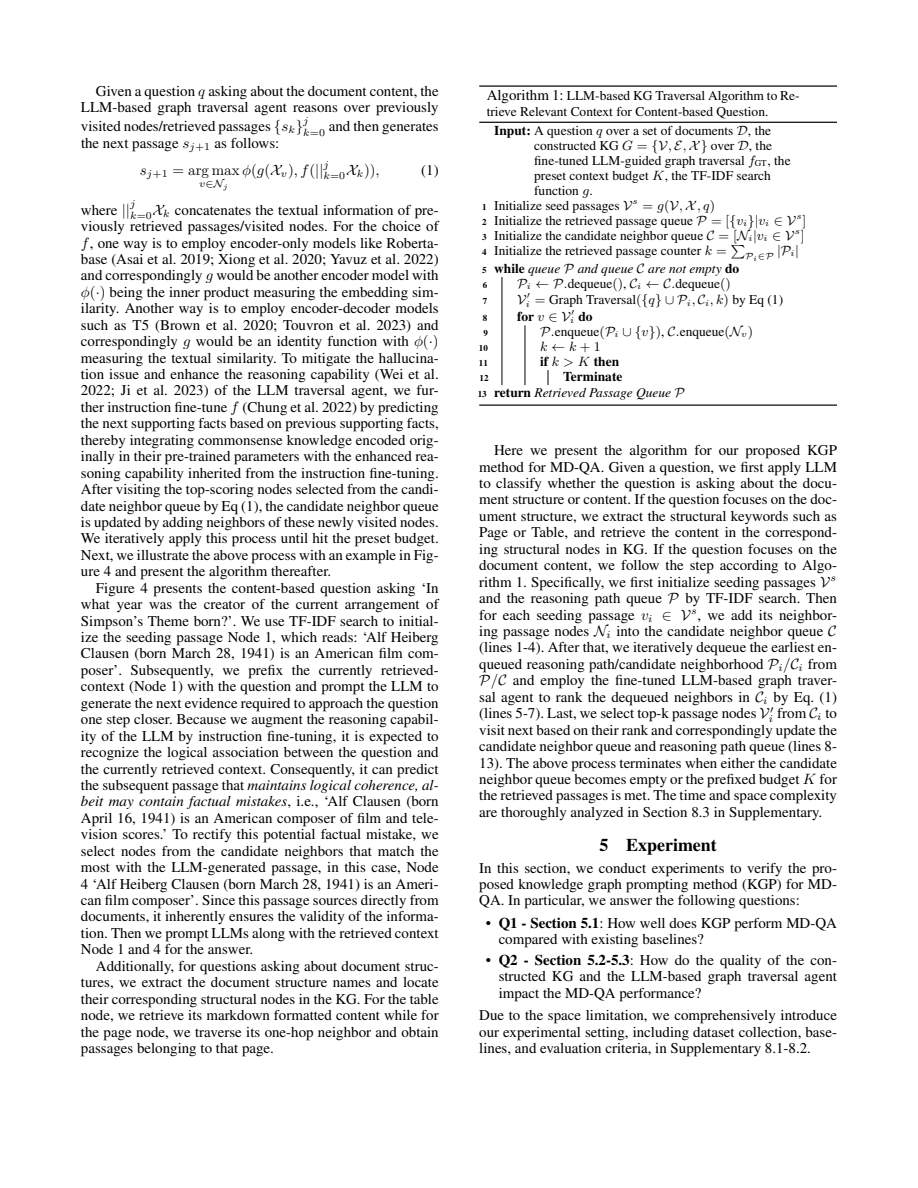 Given a question q asking about the document content, the
LLM-based graph traversal agent reasons over previously
visited nodes/retrieved passages {s_k}^j_{k=0} and then generates
the next passage s_{j+1} as follows:
s_{j+1} = arg max_{v∈N_j} ϕ(g(X_v), f(||^j_{k=0} X_k)), (1)
where ||^j_{k=0} X_k concatenates the textual information of pre-
viously retrieved passages/visited nodes. For the choice of
f, one way is to employ encoder-only models like Roberta-
base (Asai et al. 2019; Xiong et al. 2020; Yavuz et al. 2022)
and correspondingly g would be another encoder model with
ϕ(·) being the inner product measuring the embedding sim-
ilarity. Another way is to employ encoder-decoder models
such as T5 (Brown et al. 2020; Touvron et al. 2023) and
correspondingly g would be an identity function with ϕ(·)
measuring the textual similarity. To mitigate the hallucina-
tion issue and enhance the reasoning capability (Wei et al.
2022; Ji et al. 2023) of the LLM traversal agent, we fur-
ther instruction fine-tune f (Chung et al. 2022) by predicting
the next supporting facts based on previous supporting facts,
thereby integrating commonsense knowledge encoded orig-
inally in their pre-trained parameters with the enhanced rea-
soning capability inherited from the instruction fine-tuning.
After visiting the top-scoring nodes selected from the candi-
date neighbor queue by Eq (1), the candidate neighbor queue
is updated by adding neighbors of these newly visited nodes.
We iteratively apply this process until hit the preset budget.
Next, we illustrate the above process with an example in Fig-
ure 4 and present the algorithm thereafter.
Figure 4 presents the content-based question asking ‘In
what year was the creator of the current arrangement of
Simpson’s Theme born?’. We use TF-IDF search to initial-
ize the seeding passage Node 1, which reads: ‘Alf Heiberg
Clausen (born March 28, 1941) is an American film com-
poser’. Subsequently, we prefix the currently retrieved-
context (Node 1) with the question and prompt the LLM to
generate the next evidence required to approach the question
one step closer. Because we augment the reasoning capabil-
ity of the LLM by instruction fine-tuning, it is expected to
recognize the logical association between the question and
the currently retrieved context. Consequently, it can predict
the subsequent passage that maintains logical coherence, al-
beit may contain factual mistakes, i.e., ‘Alf Clausen (born
April 16, 1941) is an American composer of film and tele-
vision scores.’ To rectify this potential factual mistake, we
select nodes from the candidate neighbors that match the
most with the LLM-generated passage, in this case, Node
4 ‘Alf Heiberg Clausen (born March 28, 1941) is an Ameri-
can film composer’. Since this passage sources directly from
documents, it inherently ensures the validity of the informa-
tion. Then we prompt LLMs along with the retrieved context
Node 1 and 4 for the answer.
Additionally, for questions asking about document struc-
tures, we extract the document structure names and locate
their corresponding structural nodes in the KG. For the table
node, we retrieve its markdown formatted content while for
the page node, we traverse its one-hop neighbor and obtain
passages belonging to that page.
Algorithm 1: LLM-based KG Traversal Algorithm to Re-
trieve Relevant Context for Content-based Question.
Input: A question q over a set of documents D, the
constructed KG G = {V, E, X} over D, the
fine-tuned LLM-guided graph traversal f_GT, the
preset context budget K, the TF-IDF search
function g.
1 Initialize seed passages V^s = g(V, X, q)
2 Initialize the retrieved passage queue P = [{v_i}|v_i ∈ V^s]
3 Initialize the candidate neighbor queue C = [N_i|v_i ∈ V^s]
4 Initialize the retrieved passage counter k = ∑_{P_i∈P} |P_i|
5 while queue P and queue C are not empty do
6 P_i ← P.dequeue(), C_i ← C.dequeue()
7 V′_i = Graph Traversal({q} ∪ P_i, C_i, k) by Eq (1)
8 for v ∈ V′_i do
9 P.enqueue(P_i ∪ {v}), C.enqueue(N_v)
10 k ← k + 1
11 if k > K then
12 Terminate
13 return Retrieved Passage Queue P
Here we present the algorithm for our proposed KGP
method for MD-QA. Given a question, we first apply LLM
to classify whether the question is asking about the docu-
ment structure or content. If the question focuses on the doc-
ument structure, we extract the structural keywords such as
Page or Table, and retrieve the content in the correspond-
ing structural nodes in KG. If the question focuses on the
document content, we follow the step according to Algo-
rithm 1. Specifically, we first initialize seeding passages V^s
and the reasoning path queue P by TF-IDF search. Then
for each seeding passage v_i ∈ V^s, we add its neighbor-
ing passage nodes N_i into the candidate neighbor queue C
(lines 1-4). After that, we iteratively dequeue the earliest en-
queued reasoning path/candidate neighborhood P_i/C_i from
P/C and employ the fine-tuned LLM-based graph traver-
sal agent to rank the dequeued neighbors in C_i by Eq. (1)
(lines 5-7). Last, we select top-k passage nodes V′_i from C_i to
visit next based on their rank and correspondingly update the
candidate neighbor queue and reasoning path queue (lines 8-
13). The above process terminates when either the candidate
neighbor queue becomes empty or the prefixed budget K for
the retrieved passages is met. The time and space complexity
are thoroughly analyzed in Section 8.3 in Supplementary.
5 Experiment
In this section, we conduct experiments to verify the pro-
posed knowledge graph prompting method (KGP) for MD-
QA. In particular, we answer the following questions:
• Q1 - Section 5.1: How well does KGP perform MD-QA
compared with existing baselines?
• Q2 - Section 5.2-5.3: How do the quality of the con-
structed KG and the LLM-based graph traversal agent
impact the MD-QA performance?
Due to the space limitation, we comprehensively introduce
our experimental setting, including dataset collection, base-
lines, and evaluation criteria, in Supplementary 8.1-8.2.